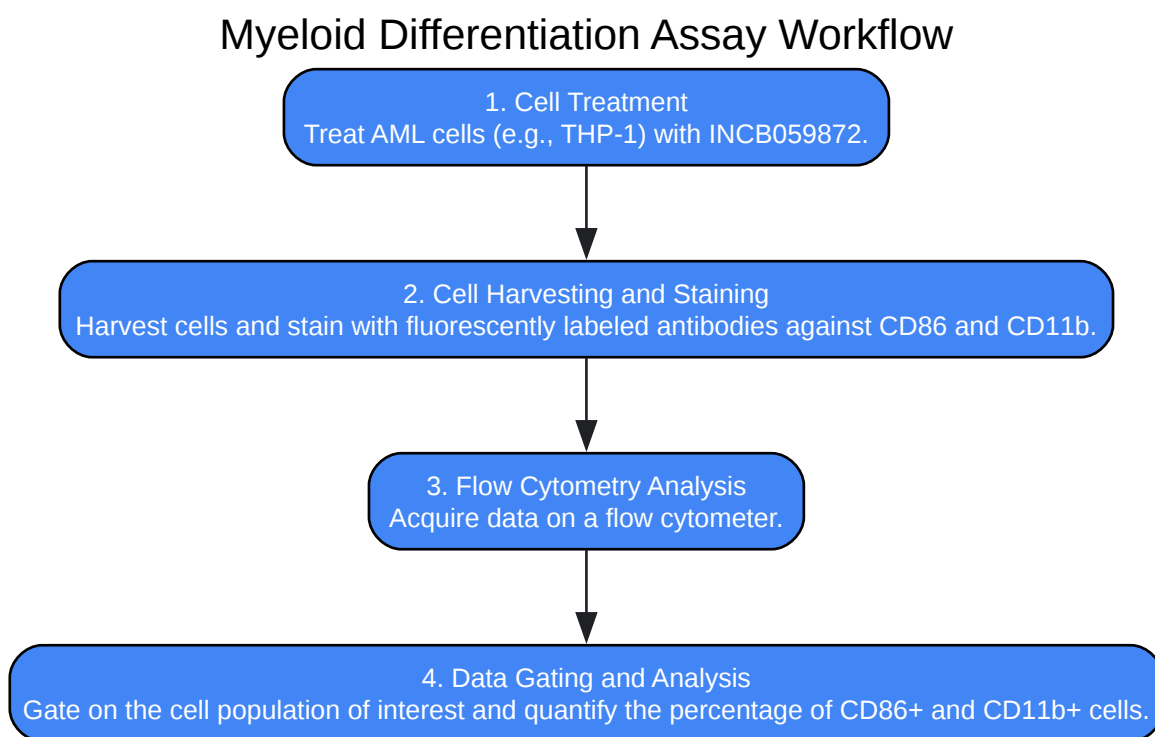 Myeloid Differentiation Assay Workflow
1. Cell Treatment
Treat AML cells (e.g., THP-1) with INCB059872.
2. Cell Harvesting and Staining
Harvest cells and stain with fluorescently labeled antibodies against CD86 and CD11b.
3. Flow Cytometry Analysis
Acquire data on a flow cytometer.
4. Data Gating and Analysis
Gate on the cell population of interest and quantify the percentage of CD86+ and CD11b+ cells.